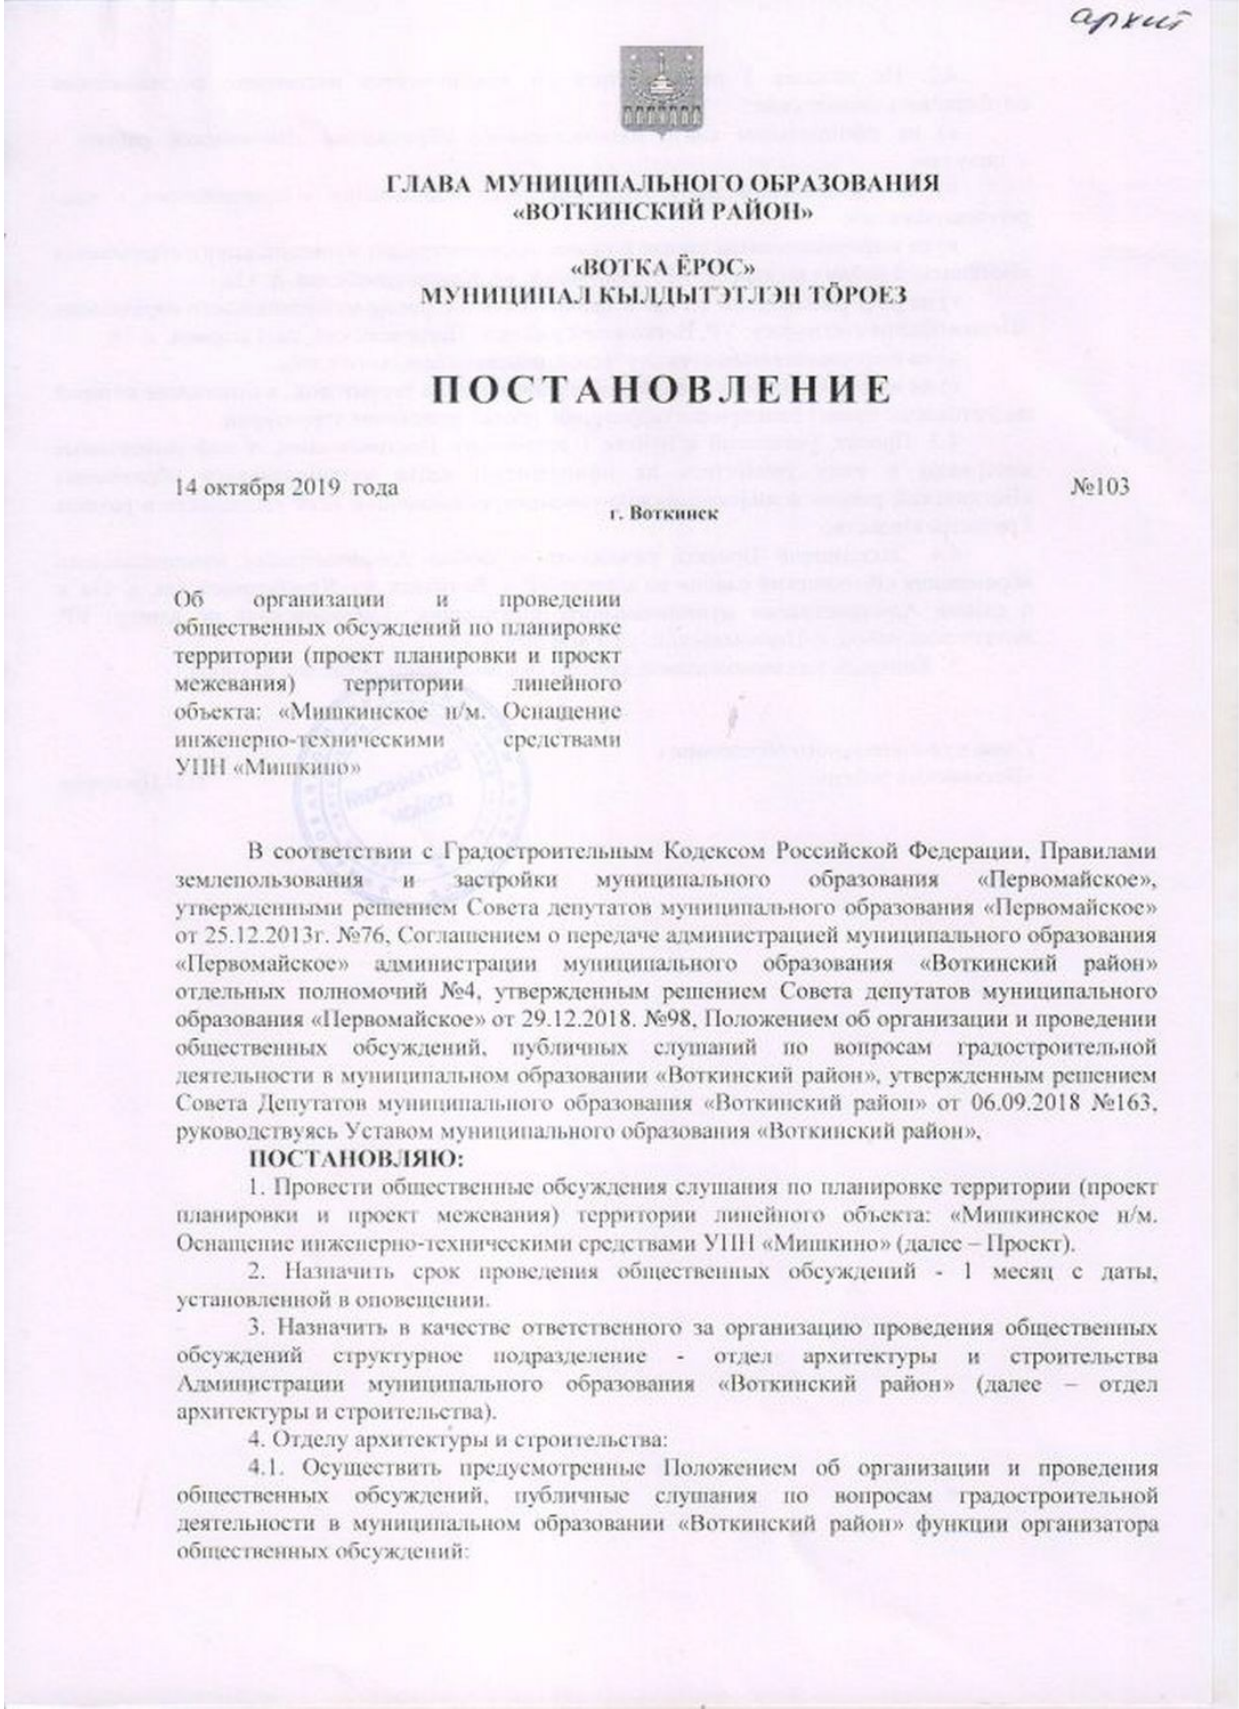 архит
ГЛАВА МУНИЦИПАЛЬНОГО ОБРАЗОВАНИЯ
«ВОТКИНСКИЙ РАЙОН»
«ВОТКА ЁРОС»
МУНИЦИПАЛ КЫЛДЫТЭТЛЭН ТӦРОЕЗ
ПОСТАНОВЛЕНИЕ
14 октября 2019 года №103
г. Воткинск
Об организации и проведении
общественных обсуждений по планировке
территории (проект планировки и проект
межевания) территории линейного
объекта: «Мишкинское н/м. Оснащение
инженерно-техническими средствами
УПН «Мишкино»
В соответствии с Градостроительным Кодексом Российской Федерации, Правилами
землепользования и застройки муниципального образования «Первомайское»,
утвержденными решением Совета депутатов муниципального образования «Первомайское»
от 25.12.2013г. №76, Соглашением о передаче администрацией муниципального образования
«Первомайское» администрации муниципального образования «Воткинский район»
отдельных полномочий №4, утвержденным решением Совета депутатов муниципального
образования «Первомайское» от 29.12.2018. №98, Положением об организации и проведении
общественных обсуждений, публичных слушаний по вопросам градостроительной
деятельности в муниципальном образовании «Воткинский район», утвержденным решением
Совета Депутатов муниципального образования «Воткинский район» от 06.09.2018 №163,
руководствуясь Уставом муниципального образования «Воткинский район»,
ПОСТАНОВЛЯЮ:
1. Провести общественные обсуждения слушания по планировке территории (проект
планировки и проект межевания) территории линейного объекта: «Мишкинское н/м.
Оснащение инженерно-техническими средствами УПН «Мишкино» (далее – Проект).
2. Назначить срок проведения общественных обсуждений - 1 месяц с даты,
установленной в оповещении.
3. Назначить в качестве ответственного за организацию проведения общественных
обсуждений структурное подразделение - отдел архитектуры и строительства
Администрации муниципального образования «Воткинский район» (далее – отдел
архитектуры и строительства).
4. Отделу архитектуры и строительства:
4.1. Осуществить предусмотренные Положением об организации и проведения
общественных обсуждений, публичные слушания по вопросам градостроительной
деятельности в муниципальном образовании «Воткинский район» функции организатора
общественных обсуждений: